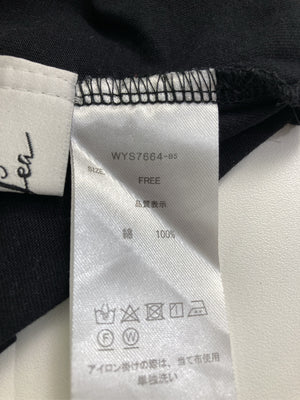 WYS7664-05
SIZE FREE
品質表示
綿 100%
F W
アイロン掛けの際は、当て布使用
単独洗い